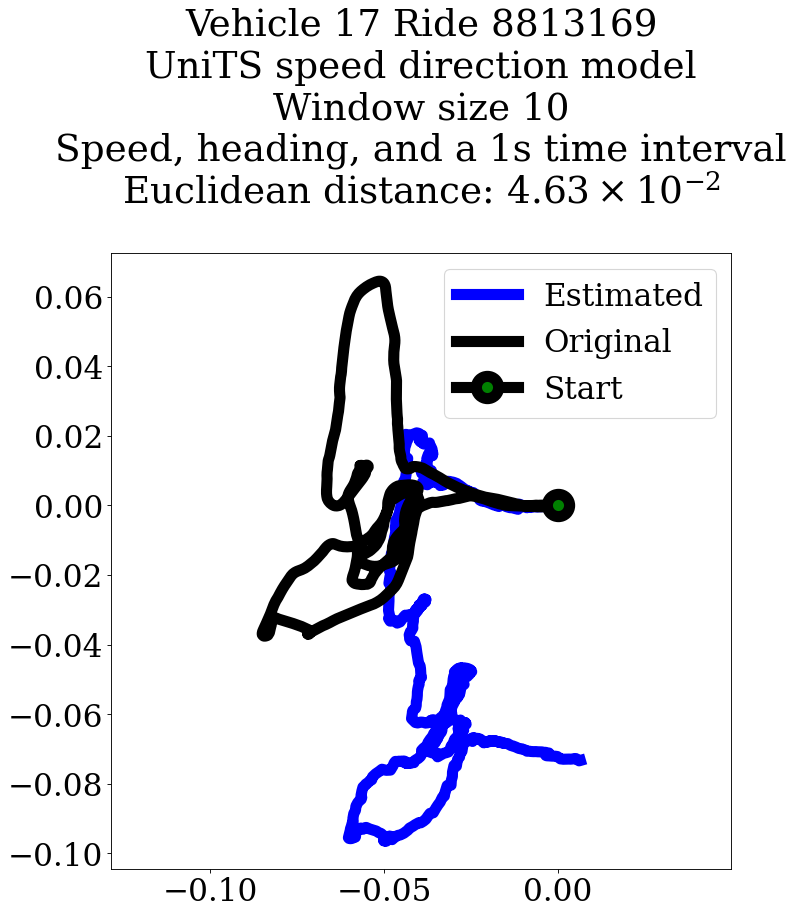 Vehicle 17 Ride 8813169
UniTS speed direction model
Window size 10
Speed, heading, and a 1s time interval
Euclidean distance: 4.63 × 10⁻²
Estimated
Original
Start
0.06
0.04
0.02
0.00
−0.02
−0.04
−0.06
−0.08
−0.10
−0.10 −0.05 0.00